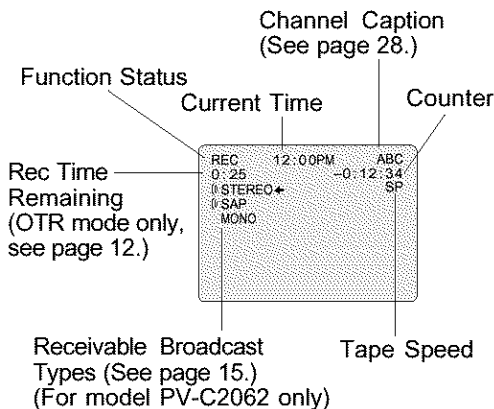 Channel Caption
(See page 28.)
Function Status
Current Time
Counter
REC 12:00PM ABC
0:25 -0:12:34
STEREO← SP
SAP
MONO
Rec Time
Remaining
(OTR mode only,
see page 12.)
Receivable Broadcast
Types (See page 15.)
(For model PV-C2062 only)
Tape Speed